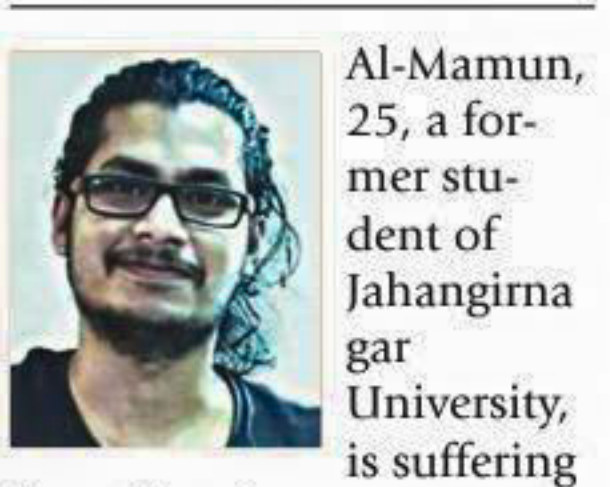 Al-Mamun,
25, a for-
mer stu-
dent of
Jahangirna
gar
University,
is suffering